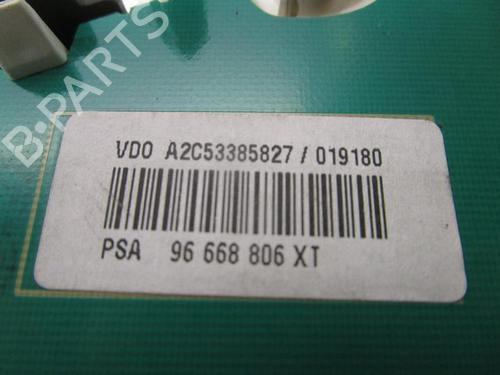 B-PARTS
VDO A2C53385827 / 019180
PSA 96 668 806 XT